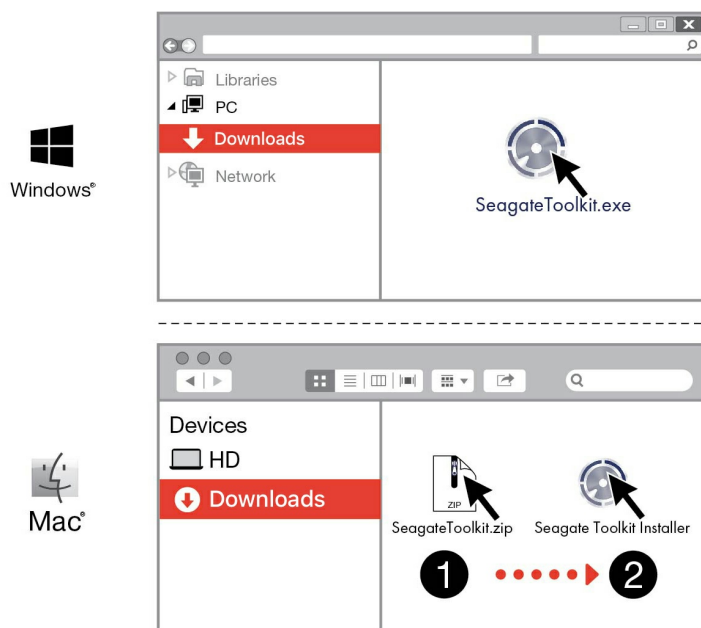 Libraries
PC
Downloads
Network
Windows®
SeagateToolkit.exe
Devices
HD
Downloads
Mac®
ZIP
SeagateToolkit.zip
Seagate Toolkit Installer
1
2